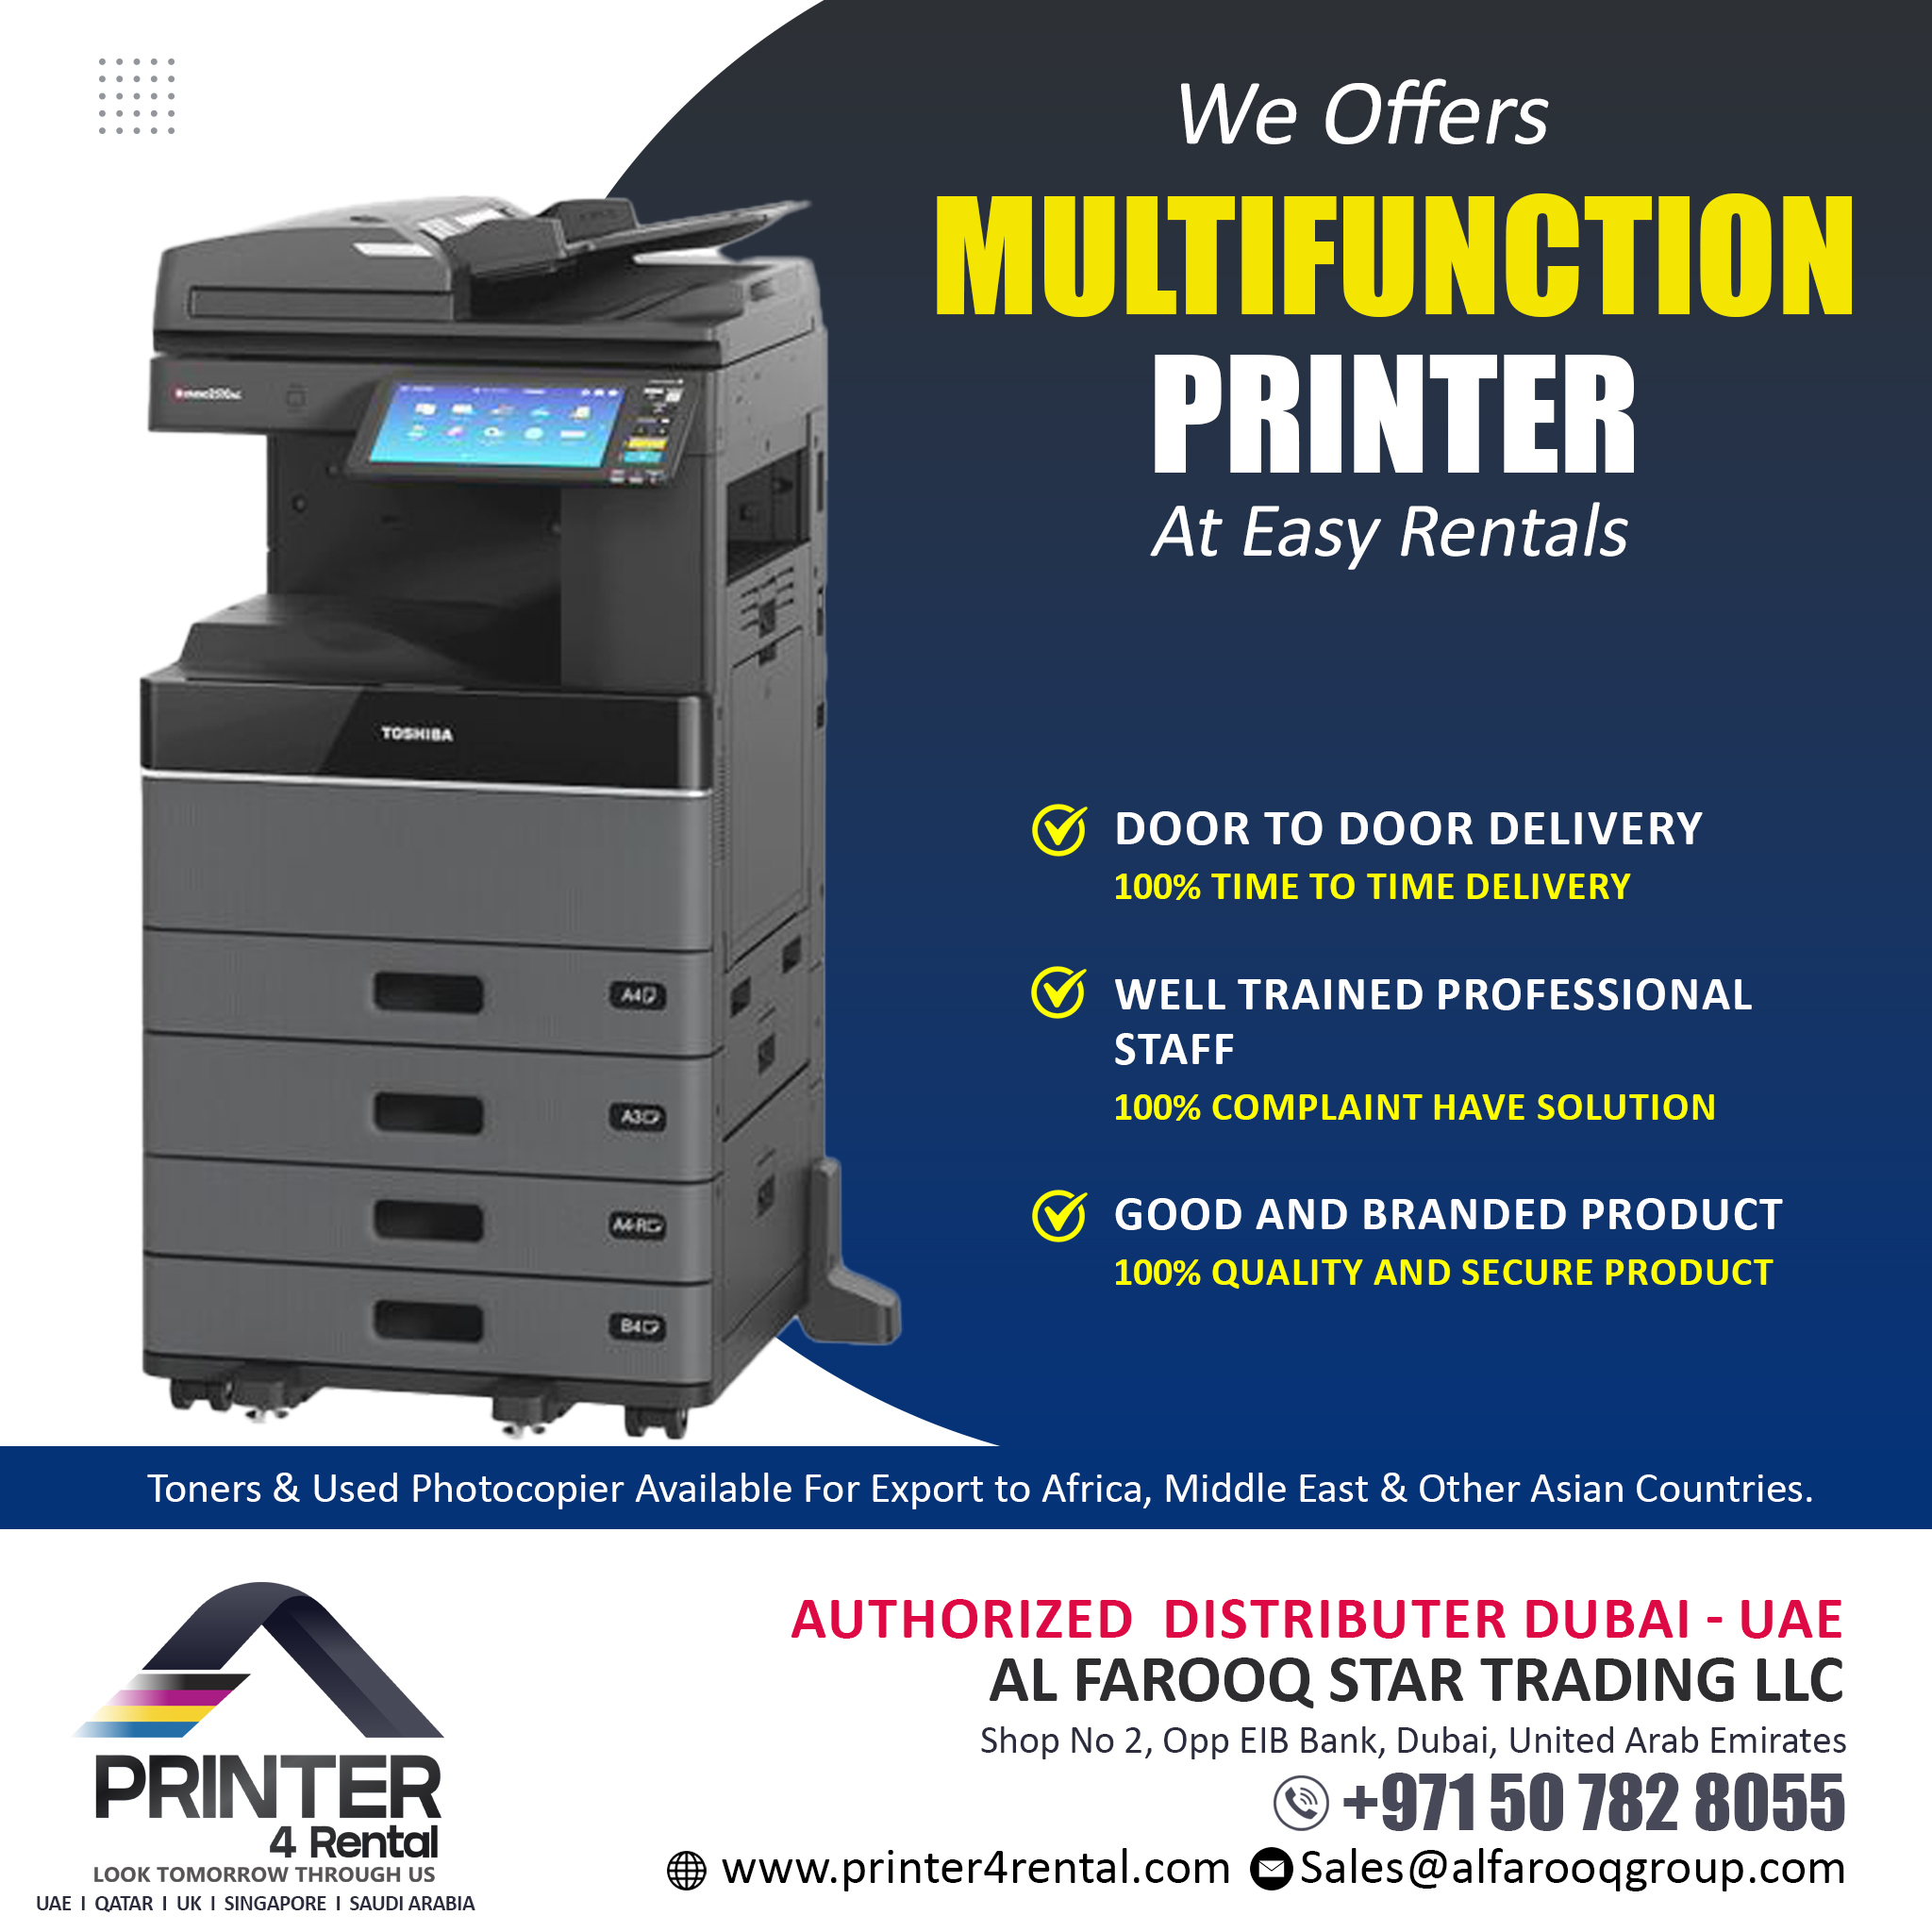 We Offers
MULTIFUNCTION
PRINTER
At Easy Rentals
TOSHIBA
A4
A3
A4-R
B4
DOOR TO DOOR DELIVERY
100% TIME TO TIME DELIVERY
WELL TRAINED PROFESSIONAL
STAFF
100% COMPLAINT HAVE SOLUTION
GOOD AND BRANDED PRODUCT
100% QUALITY AND SECURE PRODUCT
Toners & Used Photocopier Available For Export to Africa, Middle East & Other Asian Countries.
PRINTER
4 Rental
LOOK TOMORROW THROUGH US
UAE I QATAR I UK I SINGAPORE I SAUDI ARABIA
AUTHORIZED DISTRIBUTER DUBAI - UAE
AL FAROOQ STAR TRADING LLC
Shop No 2, Opp EIB Bank, Dubai, United Arab Emirates
+971 50 782 8055
www.printer4rental.com Sales@alfarooqgroup.com